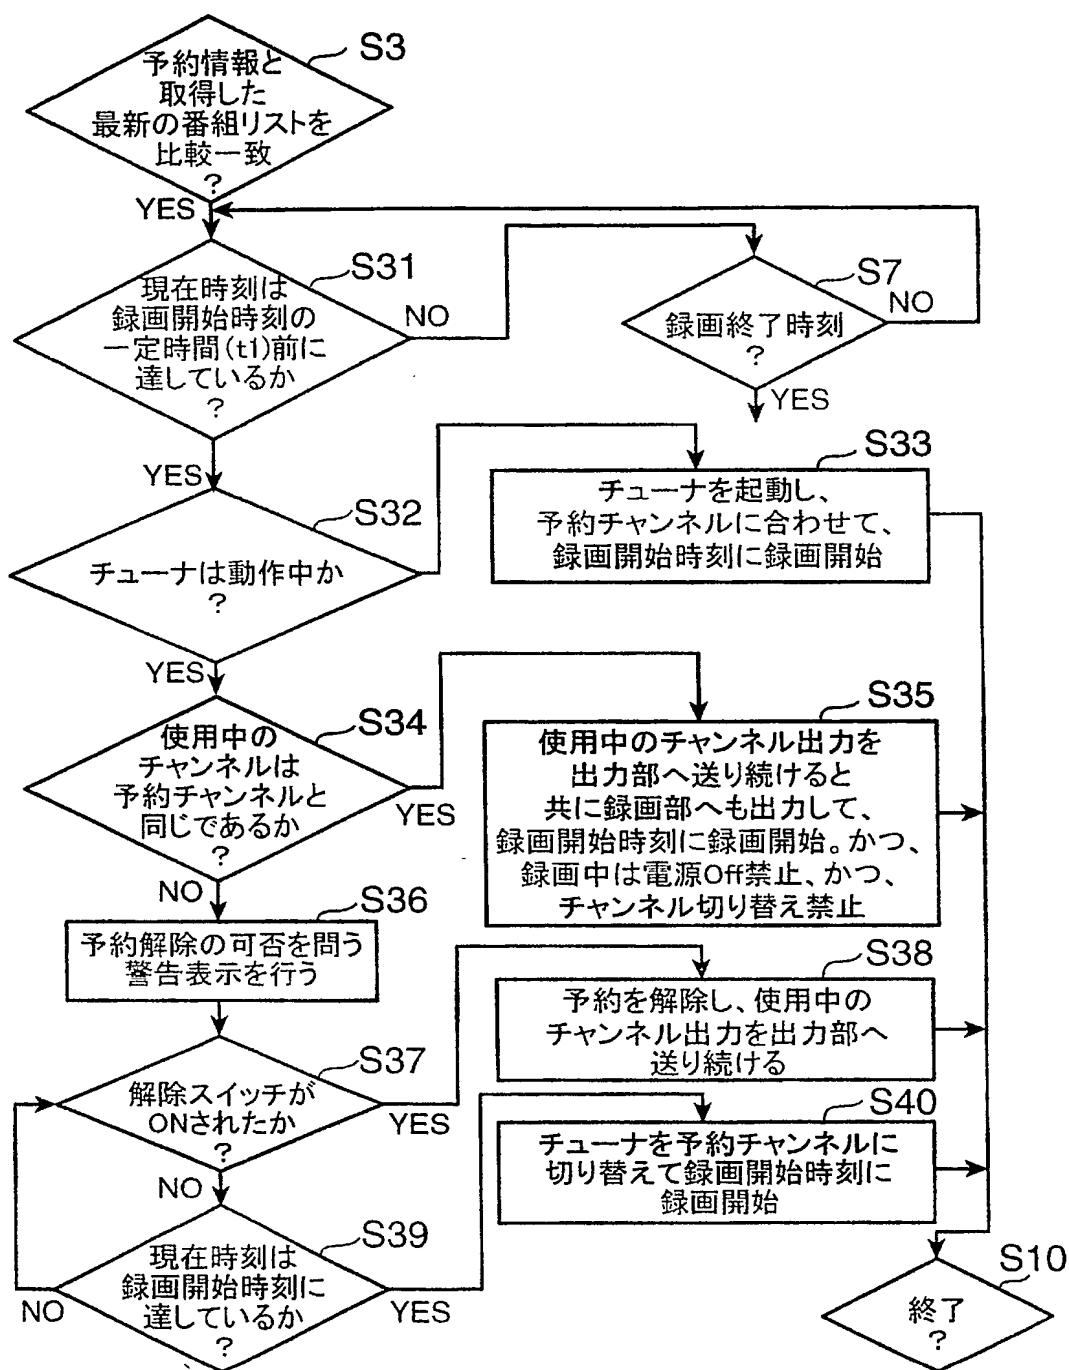 S3
予約情報と
取得した
最新の番組リストを
比較一致
?
YES
S31
現在時刻は
録画開始時刻の
一定時間(t1)前に
達しているか
?
NO
S7
録画終了時刻
?
NO
YES
YES
S32
チューナは動作中か
?
S33
チューナを起動し、
予約チャンネルに合わせて、
録画開始時刻に録画開始
YES
S34
使用中の
チャンネルは
予約チャンネルと
同じであるか
?
YES
S35
使用中のチャンネル出力を
出力部へ送り続けると
共に録画部へも出力して、
録画開始時刻に録画開始。かつ、
録画中は電源Off禁止、かつ、
チャンネル切り替え禁止
NO
S36
予約解除の可否を問う
警告表示を行う
S37
解除スイッチが
ONされたか
?
YES
S38
予約を解除し、使用中の
チャンネル出力を出力部へ
送り続ける
NO
S39
現在時刻は
録画開始時刻に
達しているか
?
NO
YES
S40
チューナを予約チャンネルに
切り替えて録画開始時刻に
録画開始
S10
終了
?